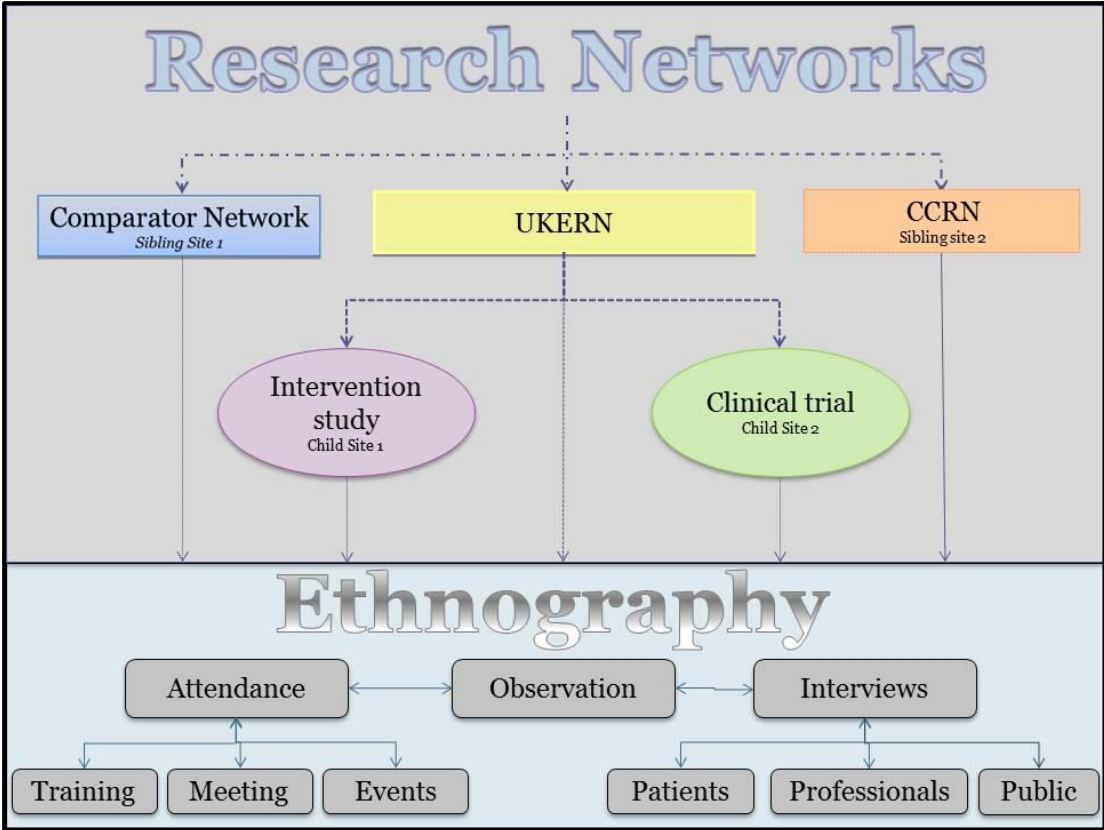 Research Networks
Comparator Network
Sibling Site 1
UKERN
CCRN
Sibling site 2
Intervention
study
Child Site 1
Clinical trial
Child Site 2
Ethnography
Attendance
Observation
Interviews
Training
Meeting
Events
Patients
Professionals
Public